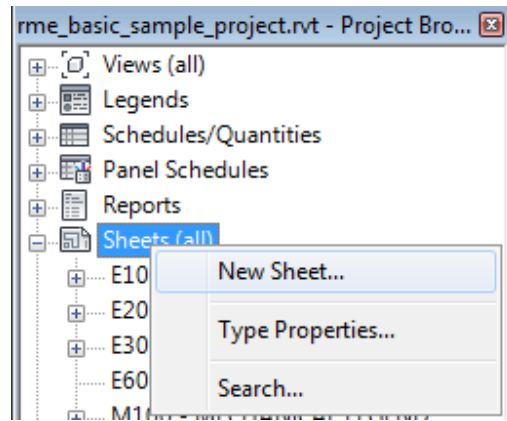 rme_basic_sample_project.rvt - Project Bro...
Views (all)
Legends
Schedules/Quantities
Panel Schedules
Reports
Sheets (all)
New Sheet...
E10
E20
Type Properties...
E30
E60
Search...